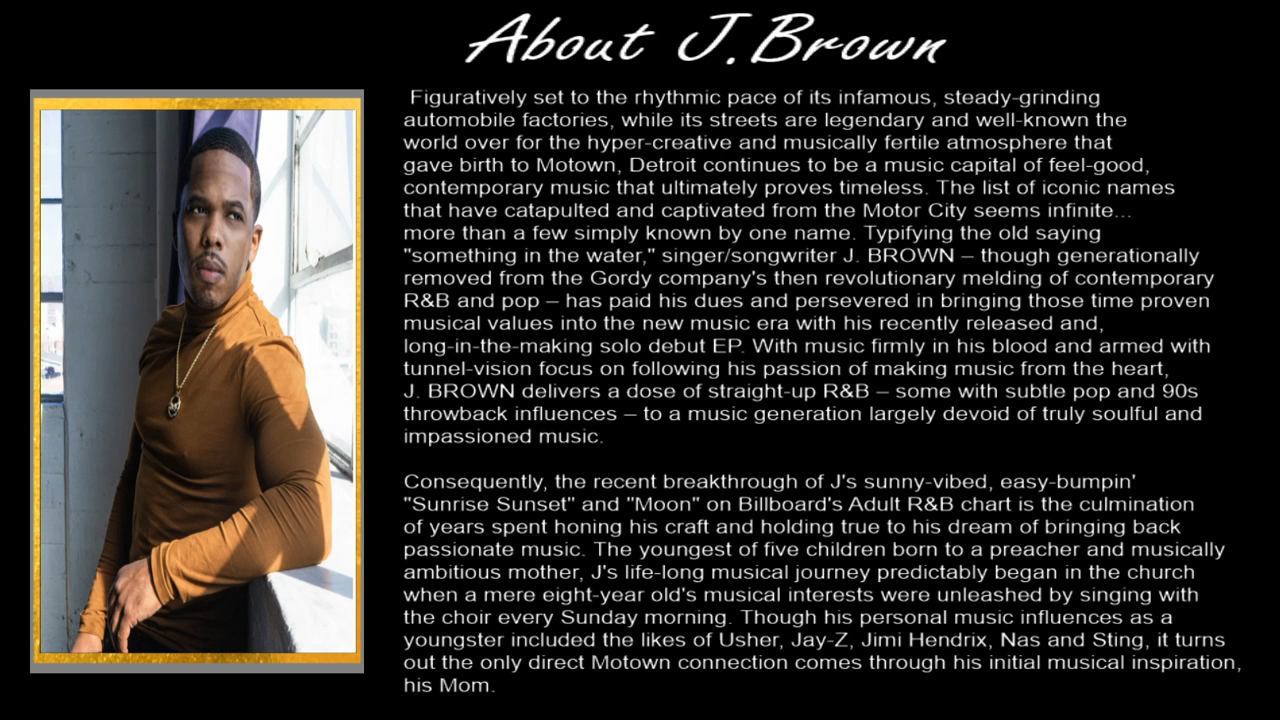 About J.Brown
Figuratively set to the rhythmic pace of its infamous, steady-grinding
automobile factories, while its streets are legendary and well-known the
world over for the hyper-creative and musically fertile atmosphere that
gave birth to Motown, Detroit continues to be a music capital of feel-good,
contemporary music that ultimately proves timeless. The list of iconic names
that have catapulted and captivated from the Motor City seems infinite...
more than a few simply known by one name. Typifying the old saying
"something in the water," singer/songwriter J. BROWN – though generationally
removed from the Gordy company's then revolutionary melding of contemporary
R&B and pop – has paid his dues and persevered in bringing those time proven
musical values into the new music era with his recently released and,
long-in-the-making solo debut EP. With music firmly in his blood and armed with
tunnel-vision focus on following his passion of making music from the heart,
J. BROWN delivers a dose of straight-up R&B – some with subtle pop and 90s
throwback influences – to a music generation largely devoid of truly soulful and
impassioned music.
Consequently, the recent breakthrough of J's sunny-vibed, easy-bumpin'
"Sunrise Sunset" and "Moon" on Billboard's Adult R&B chart is the culmination
of years spent honing his craft and holding true to his dream of bringing back
passionate music. The youngest of five children born to a preacher and musically
ambitious mother, J's life-long musical journey predictably began in the church
when a mere eight-year old's musical interests were unleashed by singing with
the choir every Sunday morning. Though his personal music influences as a
youngster included the likes of Usher, Jay-Z, Jimi Hendrix, Nas and Sting, it turns
out the only direct Motown connection comes through his initial musical inspiration,
his Mom.